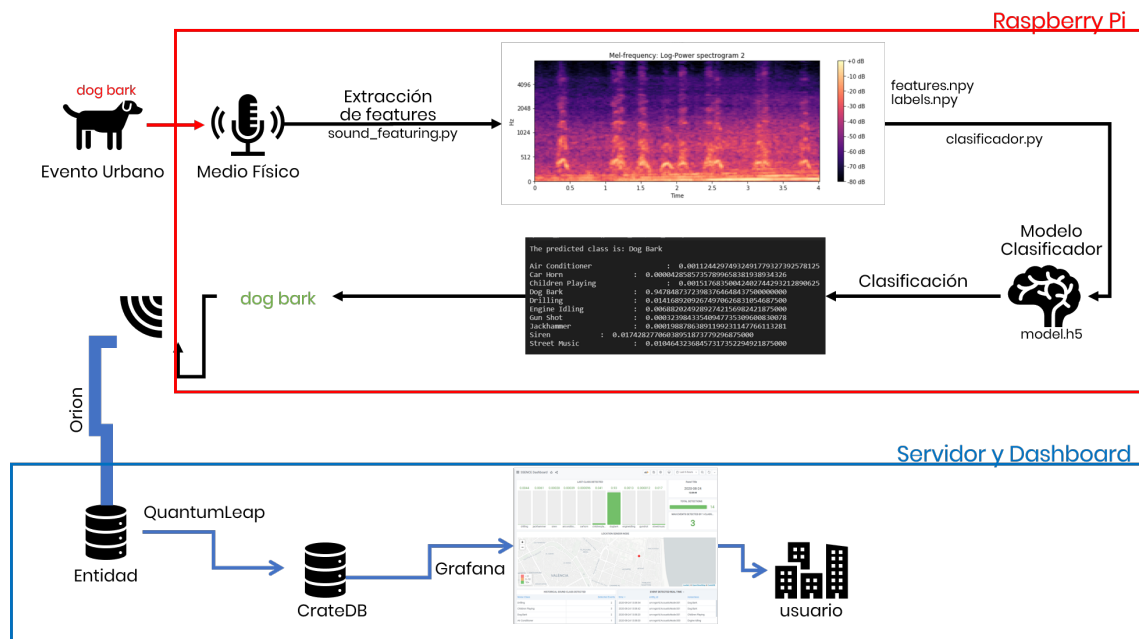 Raspberry Pi
dog bark
Evento Urbano
Medio Físico
Extracción
de features
sound_featuring.py
Mel-frequency: Log-Power spectrogram 2
Hz
4096
2048
1024
512
0
0 0.5 1 1.5 2 2.5 3 3.5 4
Time
+0 dB
-10 dB
-20 dB
-30 dB
-40 dB
-50 dB
-60 dB
-70 dB
-80 dB
features.npy
labels.npy
clasificador.py
Modelo
Clasificador
model.h5
Clasificación
The predicted class is: Dog Bark
Air Conditioner : 0.00112442974932491779327392578125
Car Horn : 0.00004285857357899658381938934326
Children Playing : 0.00151768350042402744293212890625
Dog Bark : 0.94784873723983764648437500000000
Drilling : 0.01416892092674970626831054687500
Engine Idling : 0.00688202492892742156982421875000
Gun Shot : 0.00032398433540947735309600830078
Jackhammer : 0.00019887863891199231147766113281
Siren : 0.01742827706038951873779296875000
Street Music : 0.01046432368457317352294921875000
dog bark
Orion
Servidor y Dashboard
Entidad
QuantumLeap
CrateDB
Grafana
VALENCIA
3
usuario